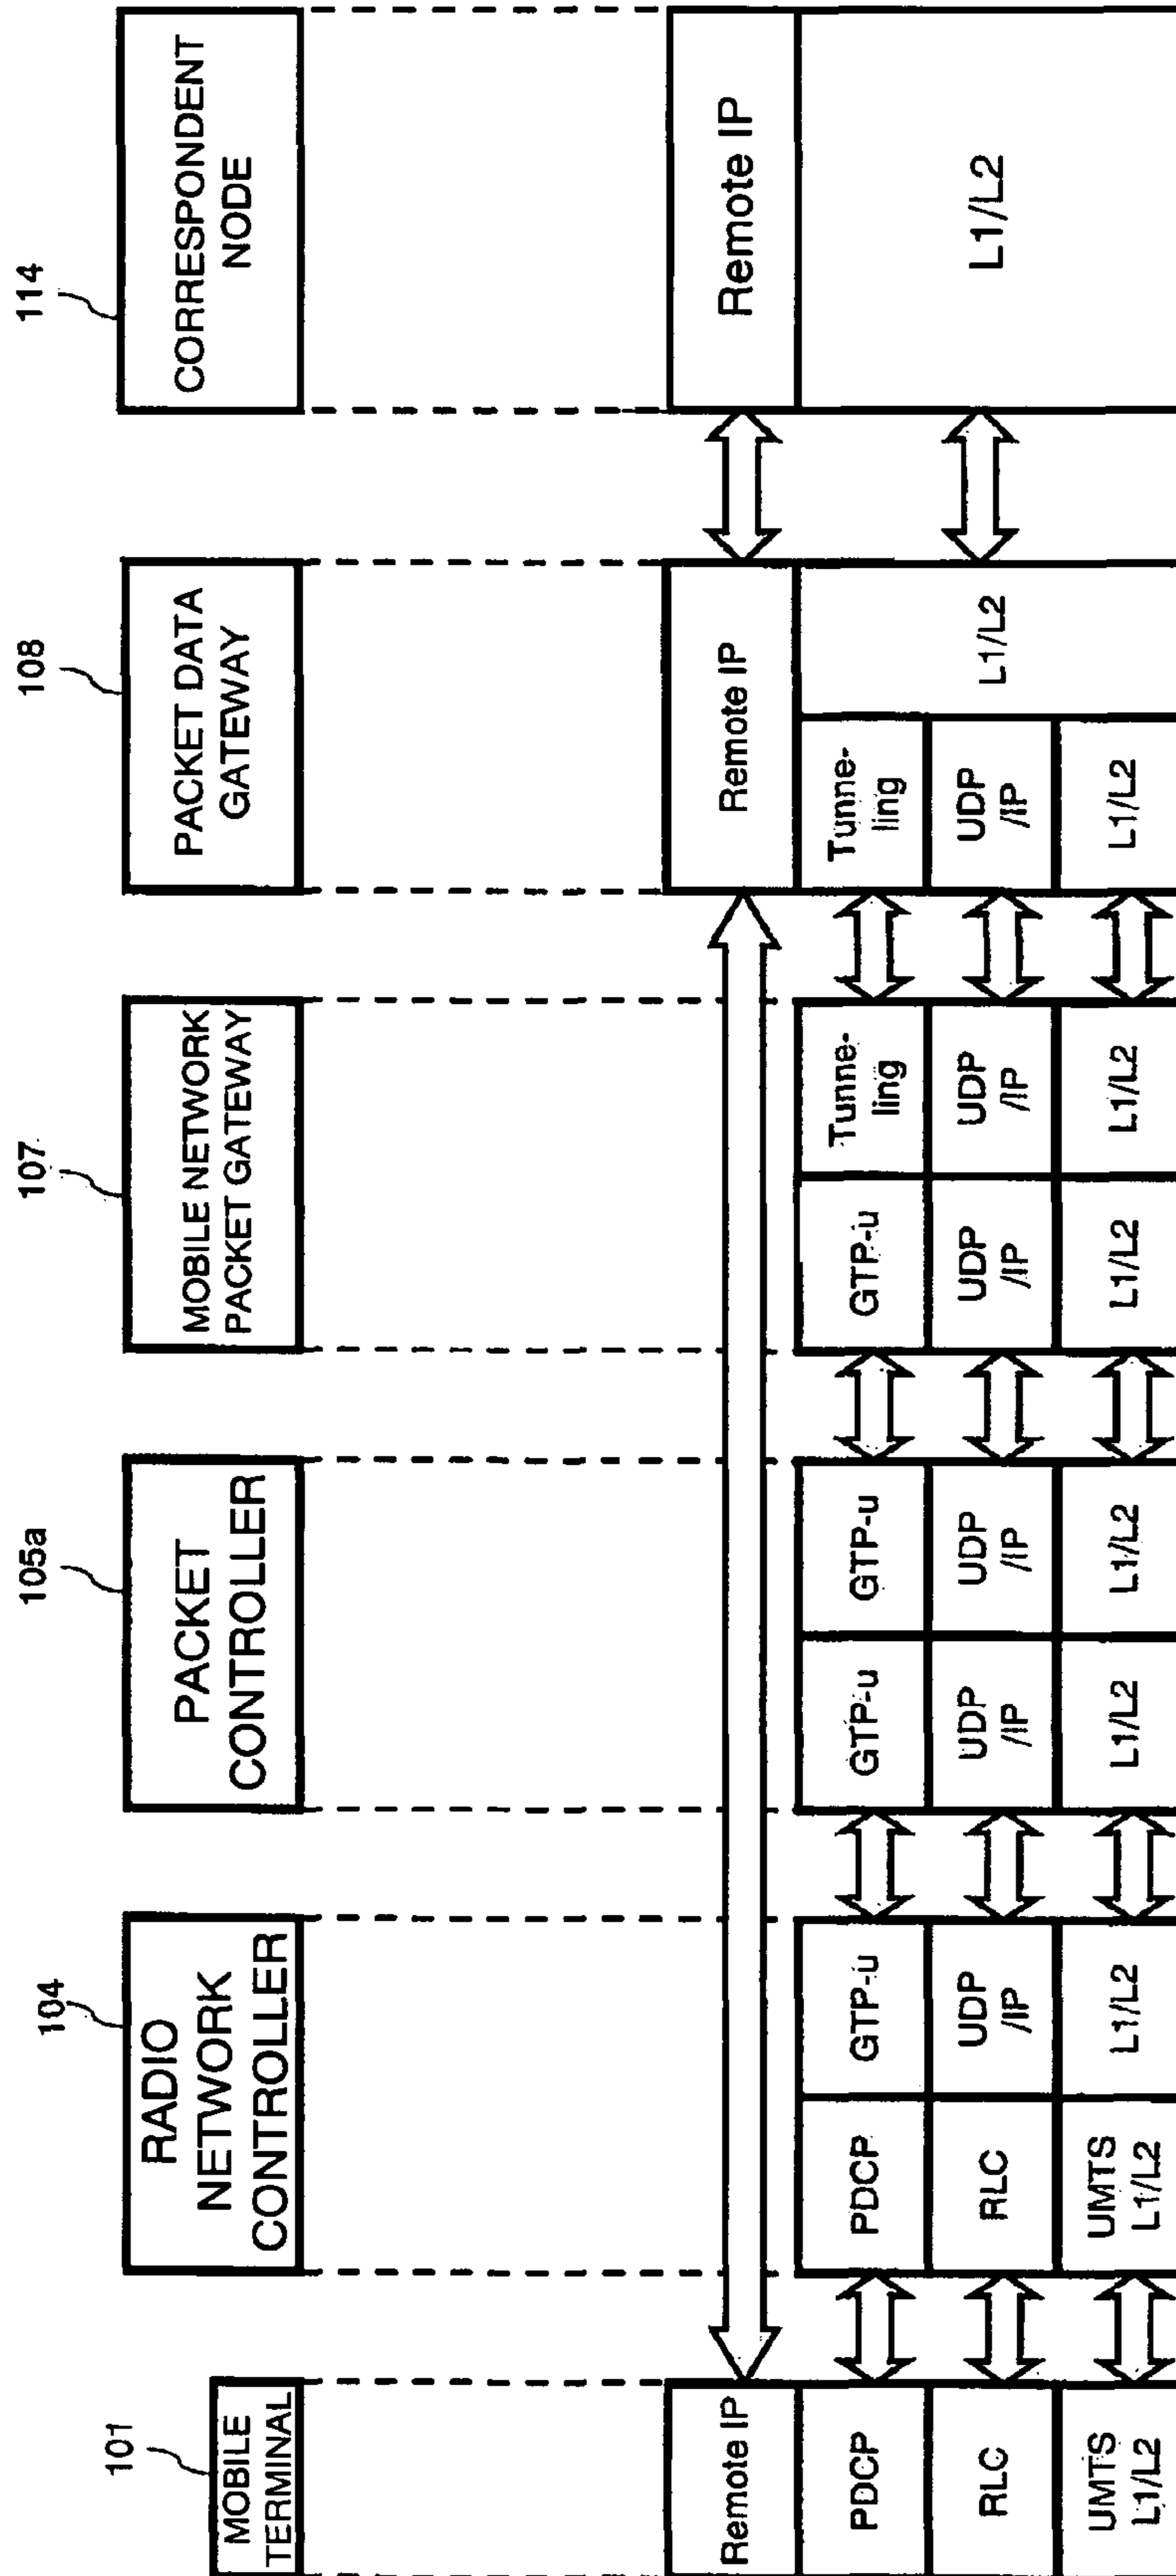 101
104
105a
107
108
114
MOBILE
TERMINAL
RADIO
NETWORK
CONTROLLER
PACKET
CONTROLLER
MOBILE NETWORK
PACKET GATEWAY
PACKET DATA
GATEWAY
CORRESPONDENT
NODE
Remote IP
Remote IP
Remote IP
PDCP
PDCP
GTP-u
GTP-u
GTP-u
GTP-u
Tunne-
ling
Tunne-
ling
L1/L2
L1/L2
RLC
RLC
UDP
/IP
UDP
/IP
UDP
/IP
UDP
/IP
UDP
/IP
UDP
/IP
UMTS
L1/L2
UMTS
L1/L2
L1/L2
L1/L2
L1/L2
L1/L2
L1/L2
L1/L2